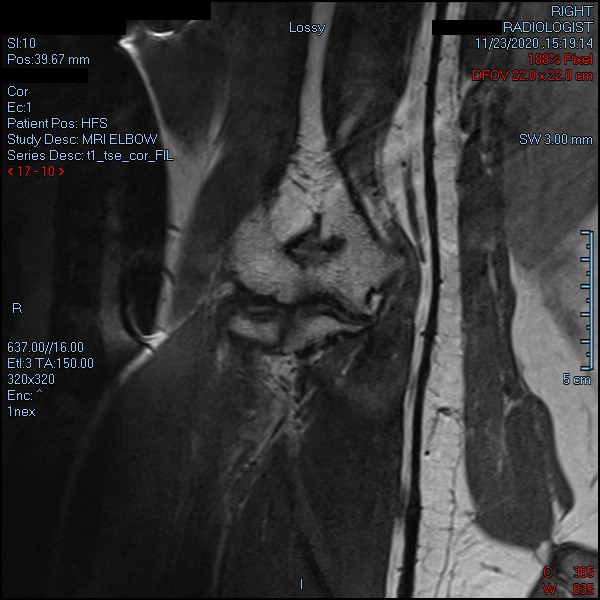 RIGHT
Lossy
RADIOLOGIST
SI:10
11/23/2020 ,15:19:14
Pos:39.67 mm
188% Pixel
DFOV 22.0 x 22.0 cm
Cor
Ec:1
Patient Pos: HFS
Study Desc: MRI ELBOW
SW 3.00 mm
Series Desc: t1_tse_cor_FIL
< 17 - 10 >
R
637.00//16.00
Etl:3 TA:150.00
320x320
5 cm
Enc: ^
1nex
I
C 385
W 835